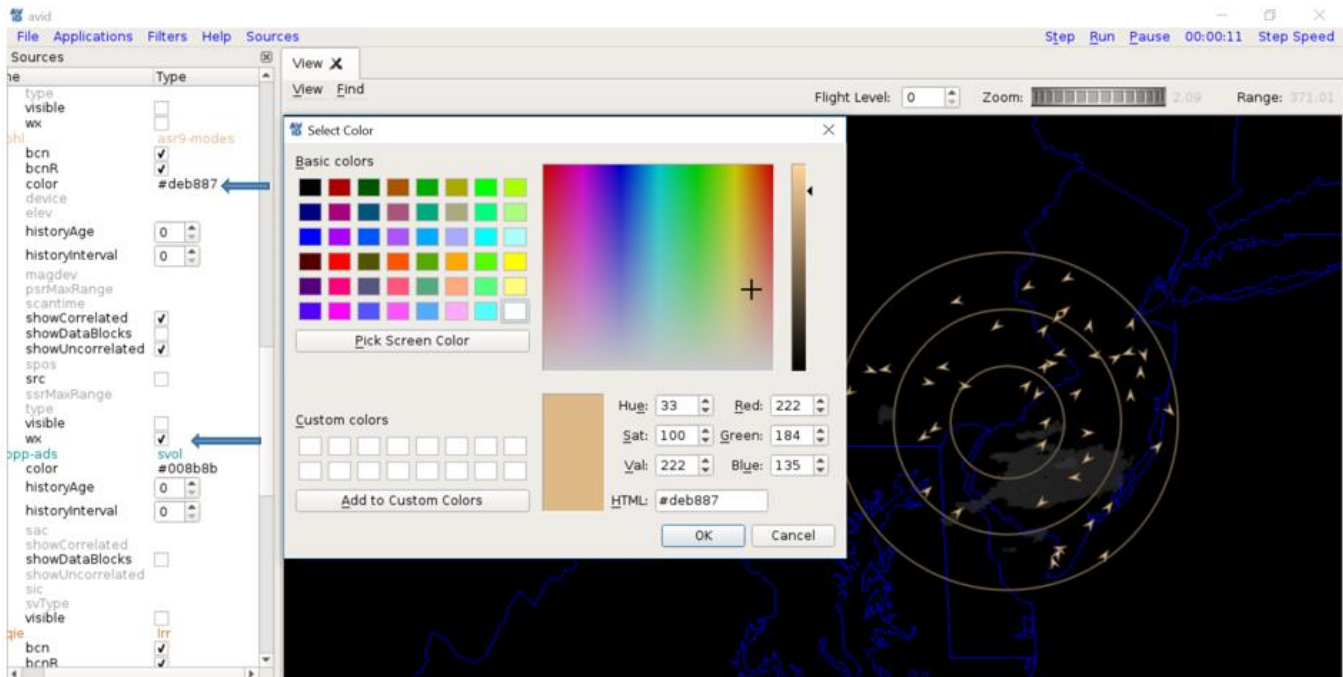 avid
File Applications Filters Help Sources
Step Run Pause 00:00:11 Step Speed
Sources
Type
type
visible
wx
asr9-modes
bcn
bcnR
color #deb887
device
elev
historyAge 0
historyInterval 0
magdev
psrMaxRange
scantime
showCorrelated
showDataBlocks
showUncorrelated
spos
src
ssrMaxRange
type
visible
wx
opp-ads svol
color #008b8b
historyAge 0
historyInterval 0
sac
showCorrelated
showDataBlocks
showUncorrelated
sic
svType
visible
qie lrr
bcn
bcnR
View
View Find
Flight Level: 0 Zoom: 2.09 Range: 371.01
Select Color
Basic colors
Pick Screen Color
Custom colors
Add to Custom Colors
Hue: 33 Red: 222
Sat: 100 Green: 184
Val: 222 Blue: 135
HTML: #deb887
OK Cancel